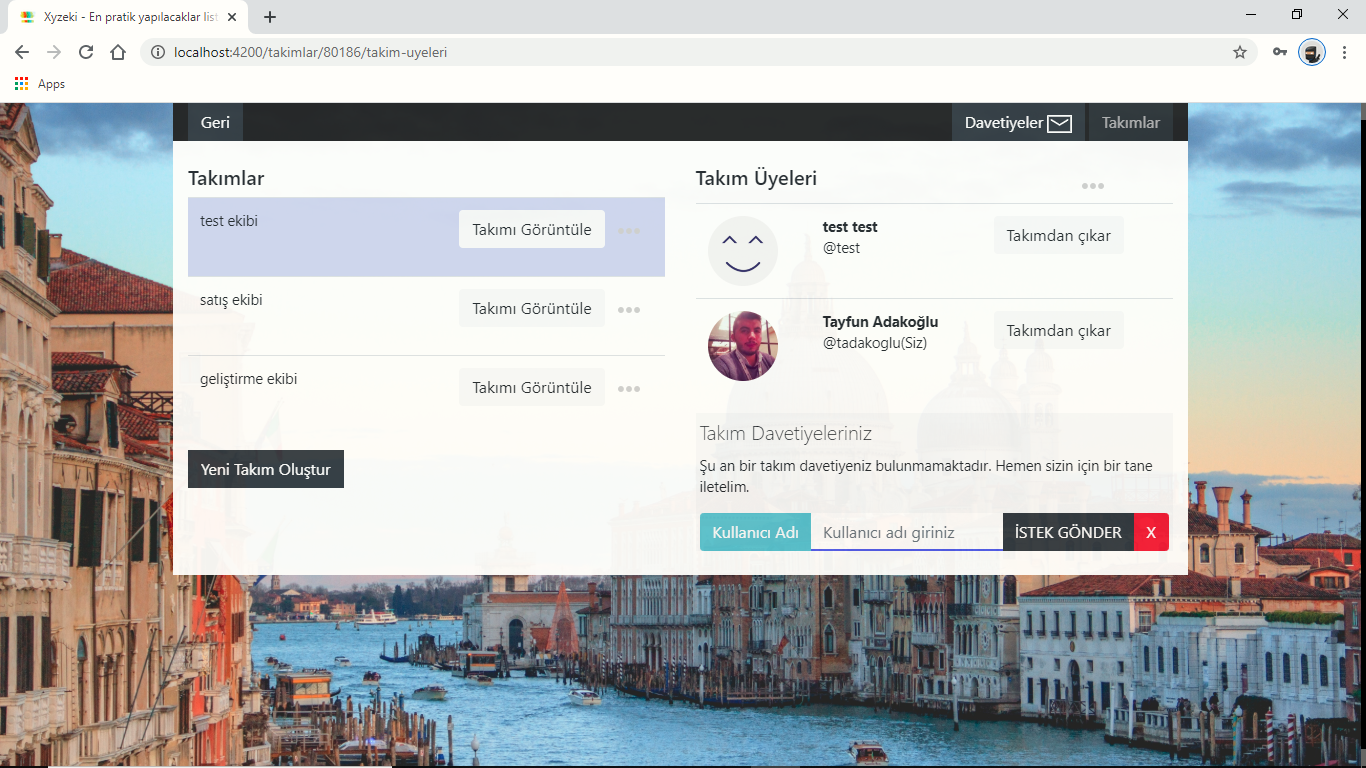 Xyzeki - En pratik yapılacaklar list
localhost:4200/takimlar/80186/takim-uyeleri
Apps
Geri
Davetiyeler
Takımlar
Takımlar
test ekibi
Takımı Görüntüle
satış ekibi
Takımı Görüntüle
geliştirme ekibi
Takımı Görüntüle
Yeni Takım Oluştur
Takım Üyeleri
test test
@test
Takımdan çıkar
Tayfun Adakoğlu
@tadakoglu(Siz)
Takımdan çıkar
Takım Davetiyeleriniz
Şu an bir takım davetiyeniz bulunmamaktadır. Hemen sizin için bir tane
iletelim.
Kullanıcı Adı
Kullanıcı adı giriniz
İSTEK GÖNDER
X